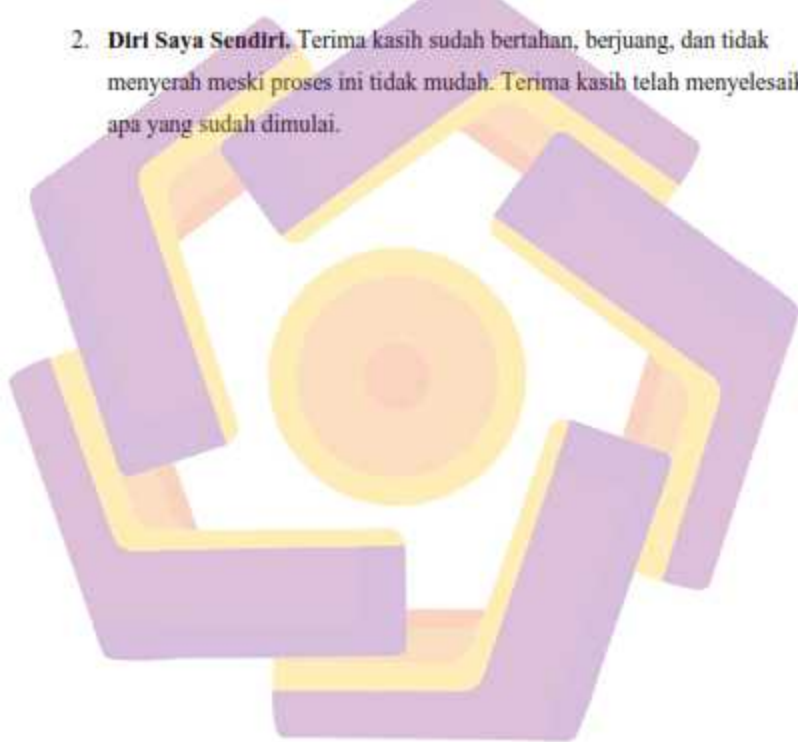 2. Diri Saya Sendiri. Terima kasih sudah bertahan, berjuang, dan tidak
menyerah meski proses ini tidak mudah. Terima kasih telah menyelesaik
apa yang sudah dimulai.